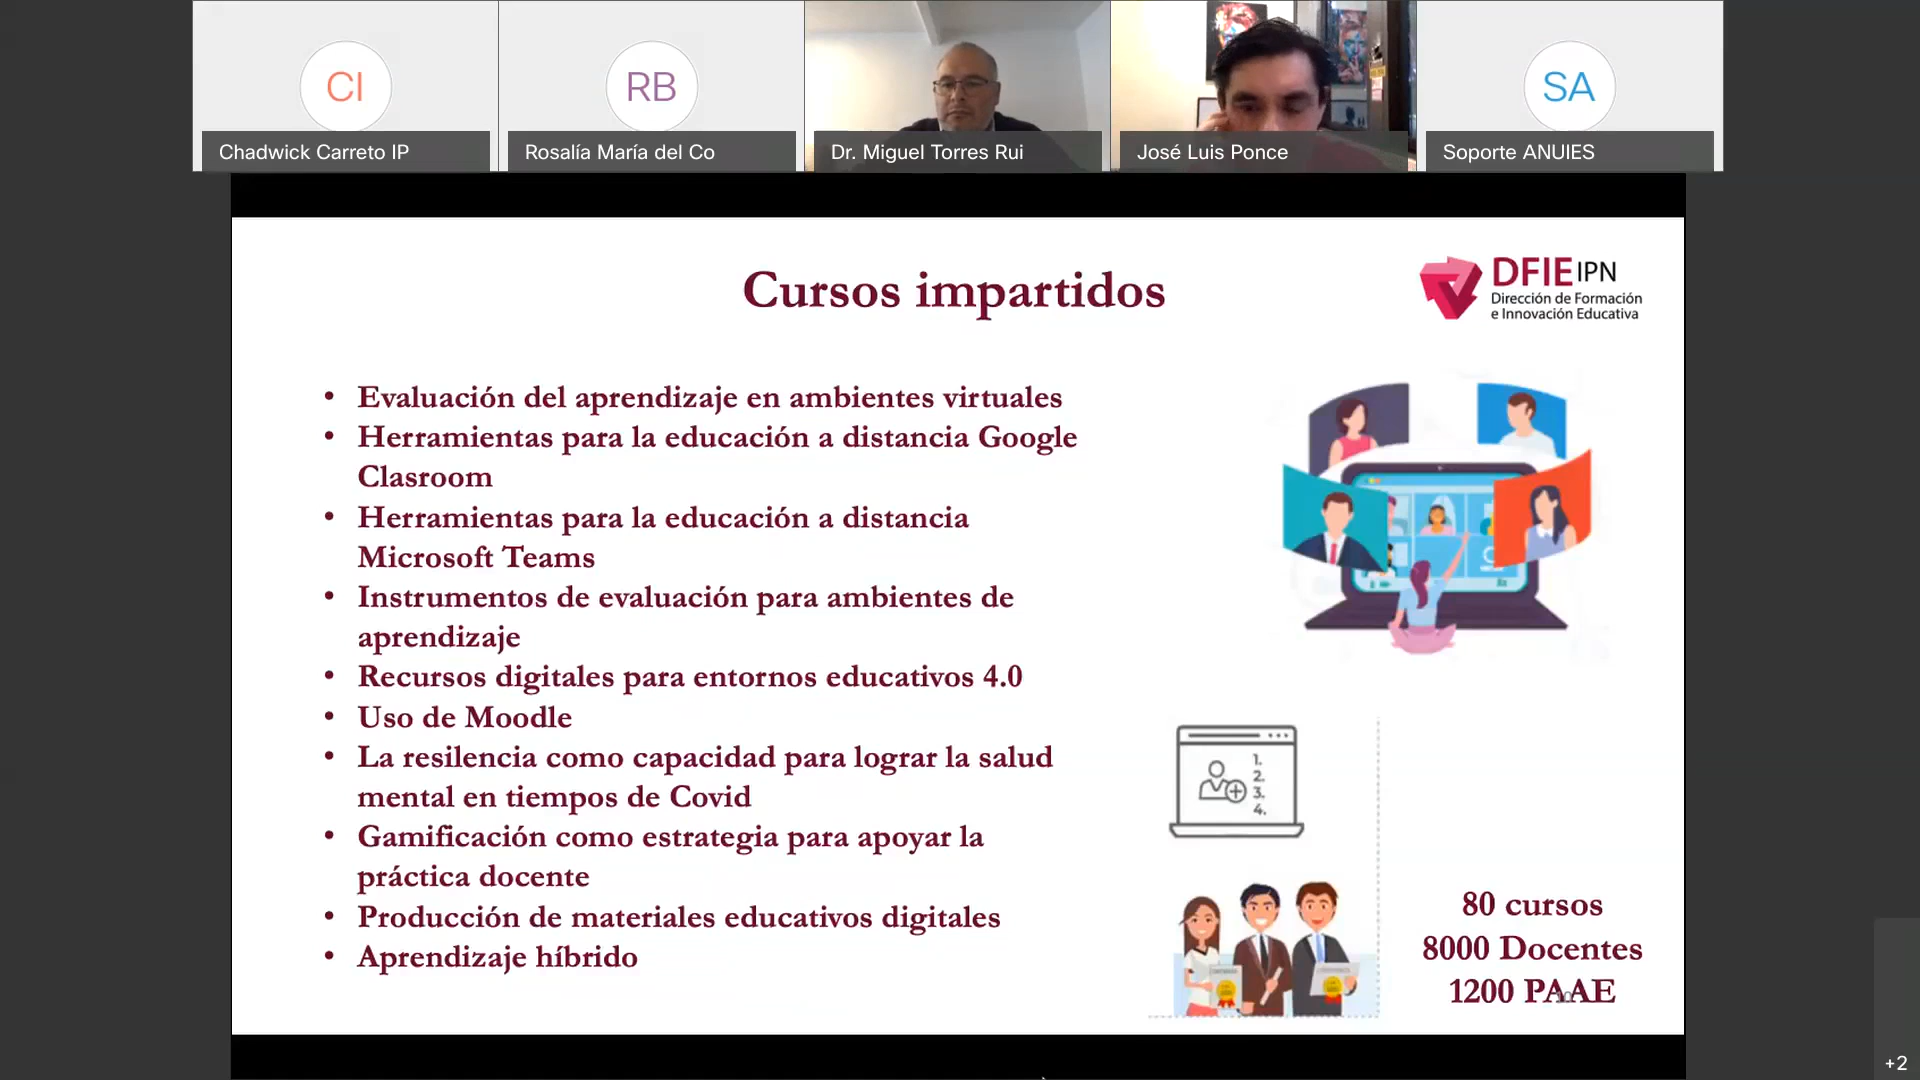 CI
RB
SA
Chadwick Carreto IP
Rosalía María del Co
Dr. Miguel Torres Rui
José Luis Ponce
Soporte ANUIES
Cursos impartidos
DFIE IPN
Dirección de Formación
e Innovación Educativa
• Evaluación del aprendizaje en ambientes virtuales
• Herramientas para la educación a distancia Google
Clasroom
• Herramientas para la educación a distancia
Microsoft Teams
• Instrumentos de evaluación para ambientes de
aprendizaje
• Recursos digitales para entornos educativos 4.0
• Uso de Moodle
• La resilencia como capacidad para lograr la salud
mental en tiempos de Covid
• Gamificación como estrategia para apoyar la
práctica docente
• Producción de materiales educativos digitales
• Aprendizaje híbrido
1.
2.
3.
4.
80 cursos
8000 Docentes
1200 PAAE
+2